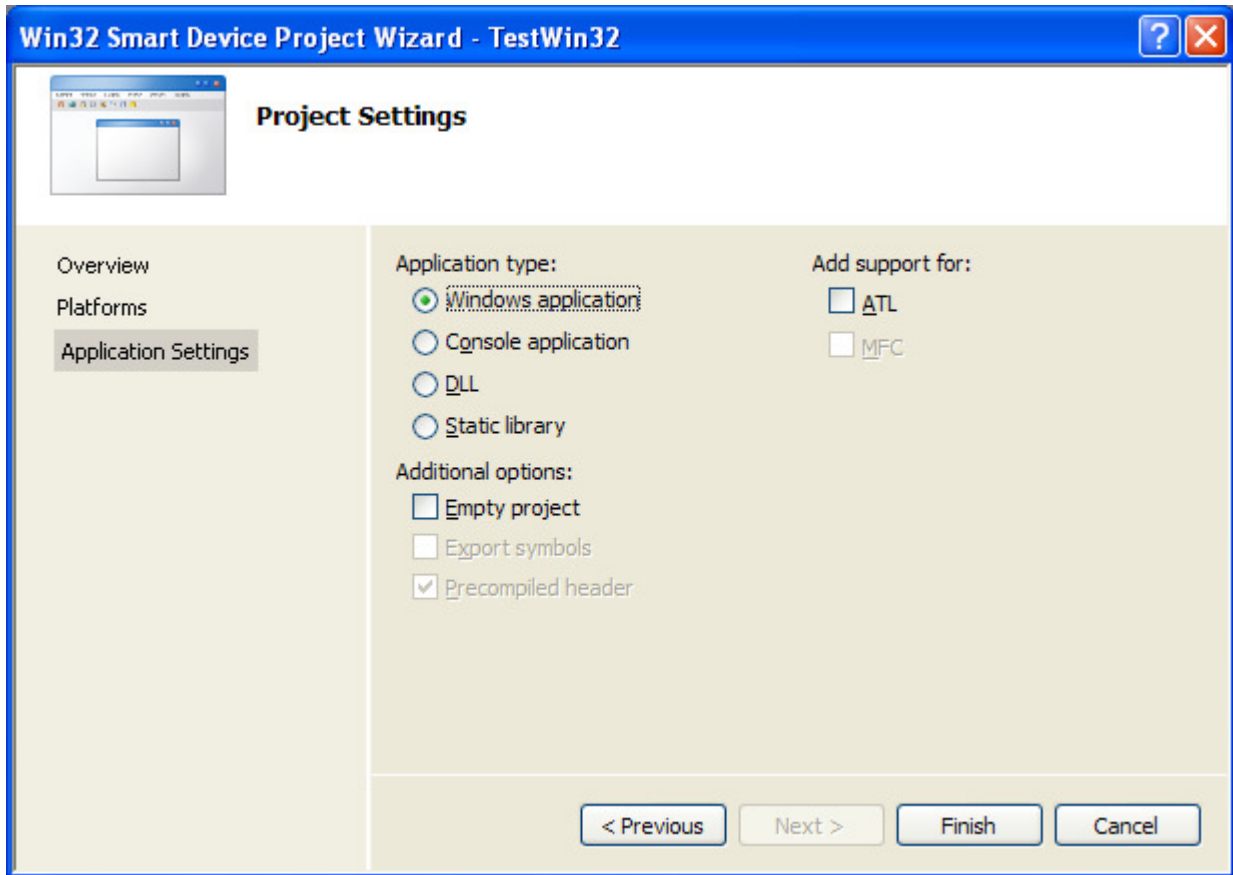 Win32 Smart Device Project Wizard - TestWin32
Project Settings
Overview
Platforms
Application Settings
Application type:
Windows application
Console application
DLL
Static library
Additional options:
Empty project
Export symbols
Precompiled header
Add support for:
ATL
MFC
< Previous
Next >
Finish
Cancel